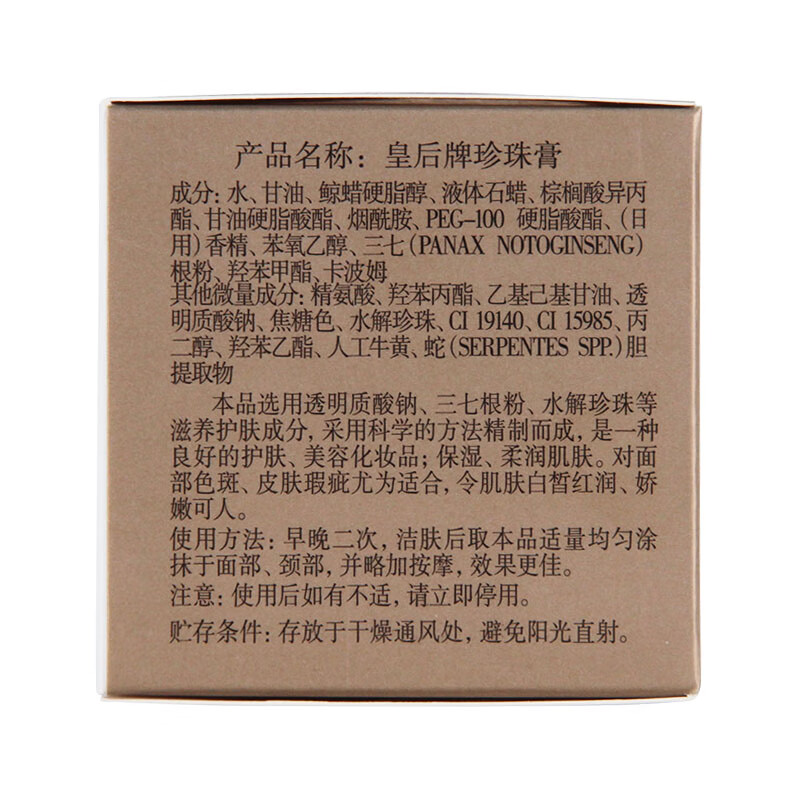 产品名称：皇后牌珍珠膏
成分：水、甘油、鲸蜡硬脂醇、液体石蜡、棕榈酸异丙
酯、甘油硬脂酸酯、烟酰胺、PEG-100 硬脂酸酯、（日
用）香精、苯氧乙醇、三七（PANAX NOTOGINSENG）
根粉、羟苯甲酯、卡波姆
其他微量成分：精氨酸、羟苯丙酯、乙基己基甘油、透
明质酸钠、焦糖色、水解珍珠、CI 19140、CI 15985、丙
二醇、羟苯乙酯、人工牛黄、蛇（SERPENTES SPP.）胆
提取物
本品选用透明质酸钠、三七根粉、水解珍珠等
滋养护肤成分，采用科学的方法精制而成，是一种
良好的护肤、美容化妆品；保湿、柔润肌肤。对面
部色斑、皮肤瑕疵尤为适合，令肌肤白皙红润、娇
嫩可人。
使用方法：早晚二次，洁肤后取本品适量均匀涂
抹于面部、颈部，并略加按摩，效果更佳。
注意：使用后如有不适，请立即停用。
贮存条件：存放于干燥通风处，避免阳光直射。